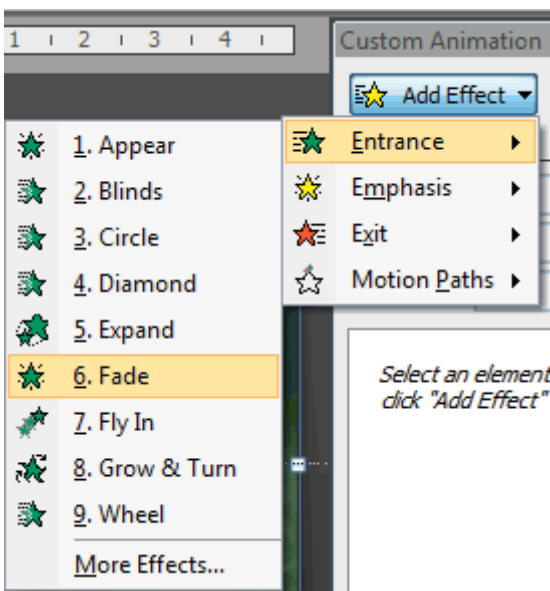 1 2 3 4
Custom Animation
Add Effect
Entrance
Emphasis
Exit
Motion Paths
1. Appear
2. Blinds
3. Circle
4. Diamond
5. Expand
6. Fade
7. Fly In
8. Grow & Turn
9. Wheel
More Effects...
Select an element
click "Add Effect"